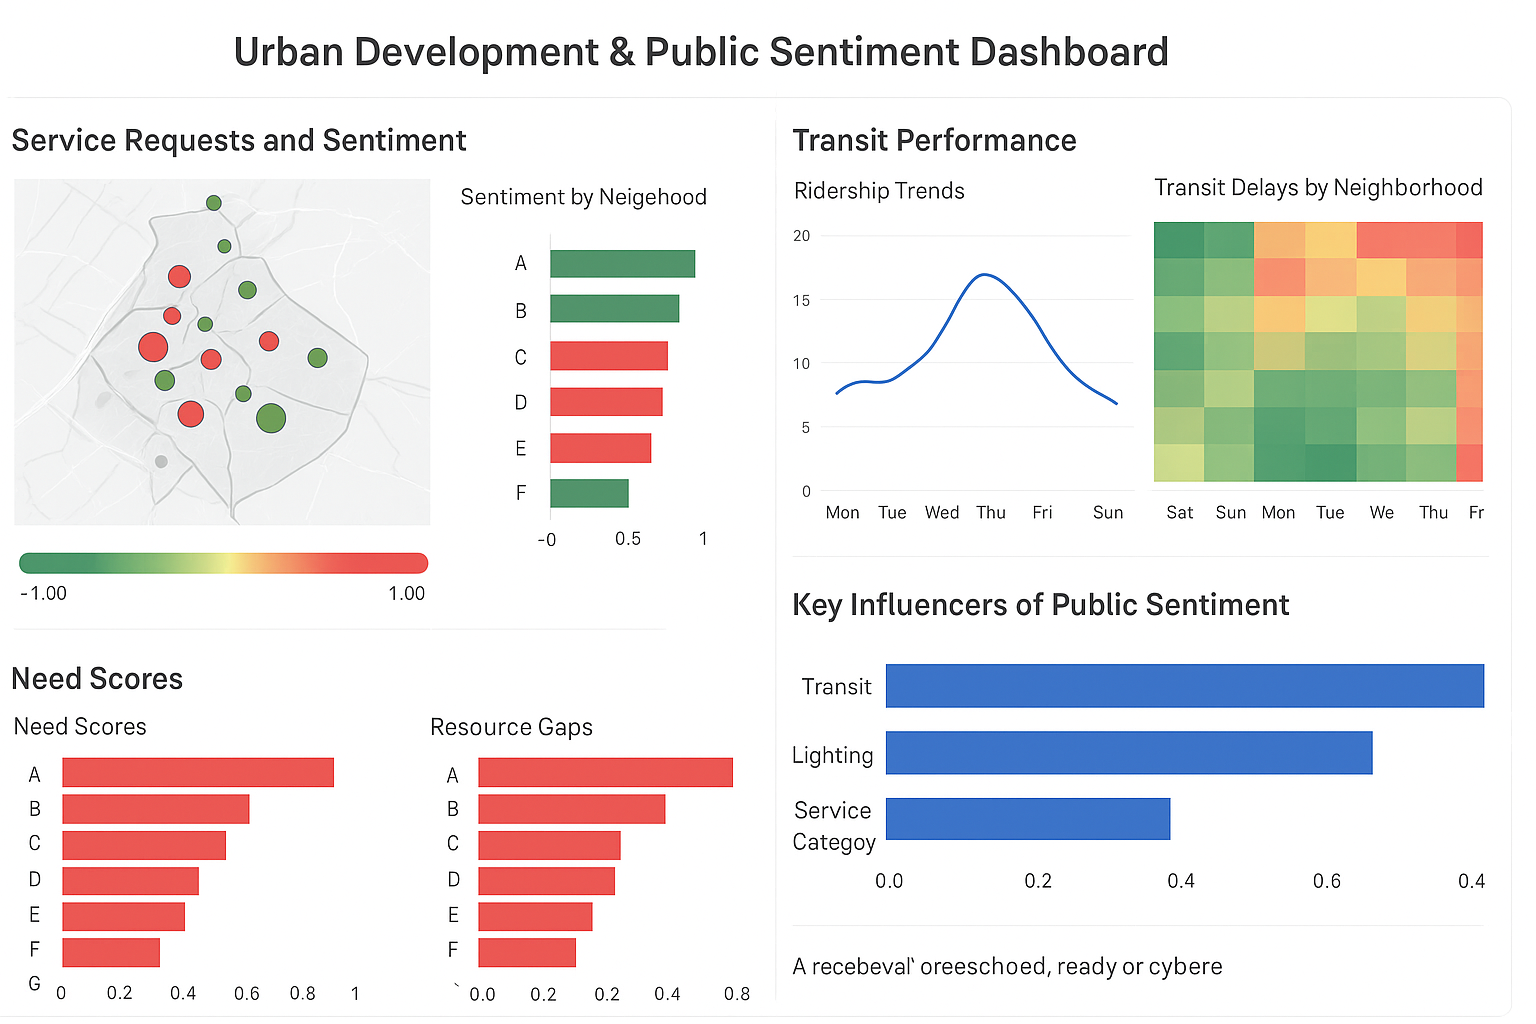 Urban Development & Public Sentiment Dashboard
Service Requests and Sentiment
Sentiment by Neigehood
A
B
C
D
E
F
-0 0.5 1
-1.00 1.00
Need Scores
Need Scores
A
B
C
D
E
F
G
0 0.2 0.4 0.6 0.8 1
Resource Gaps
A
B
C
D
E
F
0.0 0.2 0.2 0.4 0.8
Transit Performance
Ridership Trends
20
15
10
5
0
Mon Tue Wed Thu Fri Sun
Transit Delays by Neighborhood
Sat Sun Mon Tue We Thu Fr
Key Influencers of Public Sentiment
Transit
Lighting
Service
Categoy
0.0 0.2 0.4 0.6 0.4
A recebeval' oreeschoed, ready or cybere